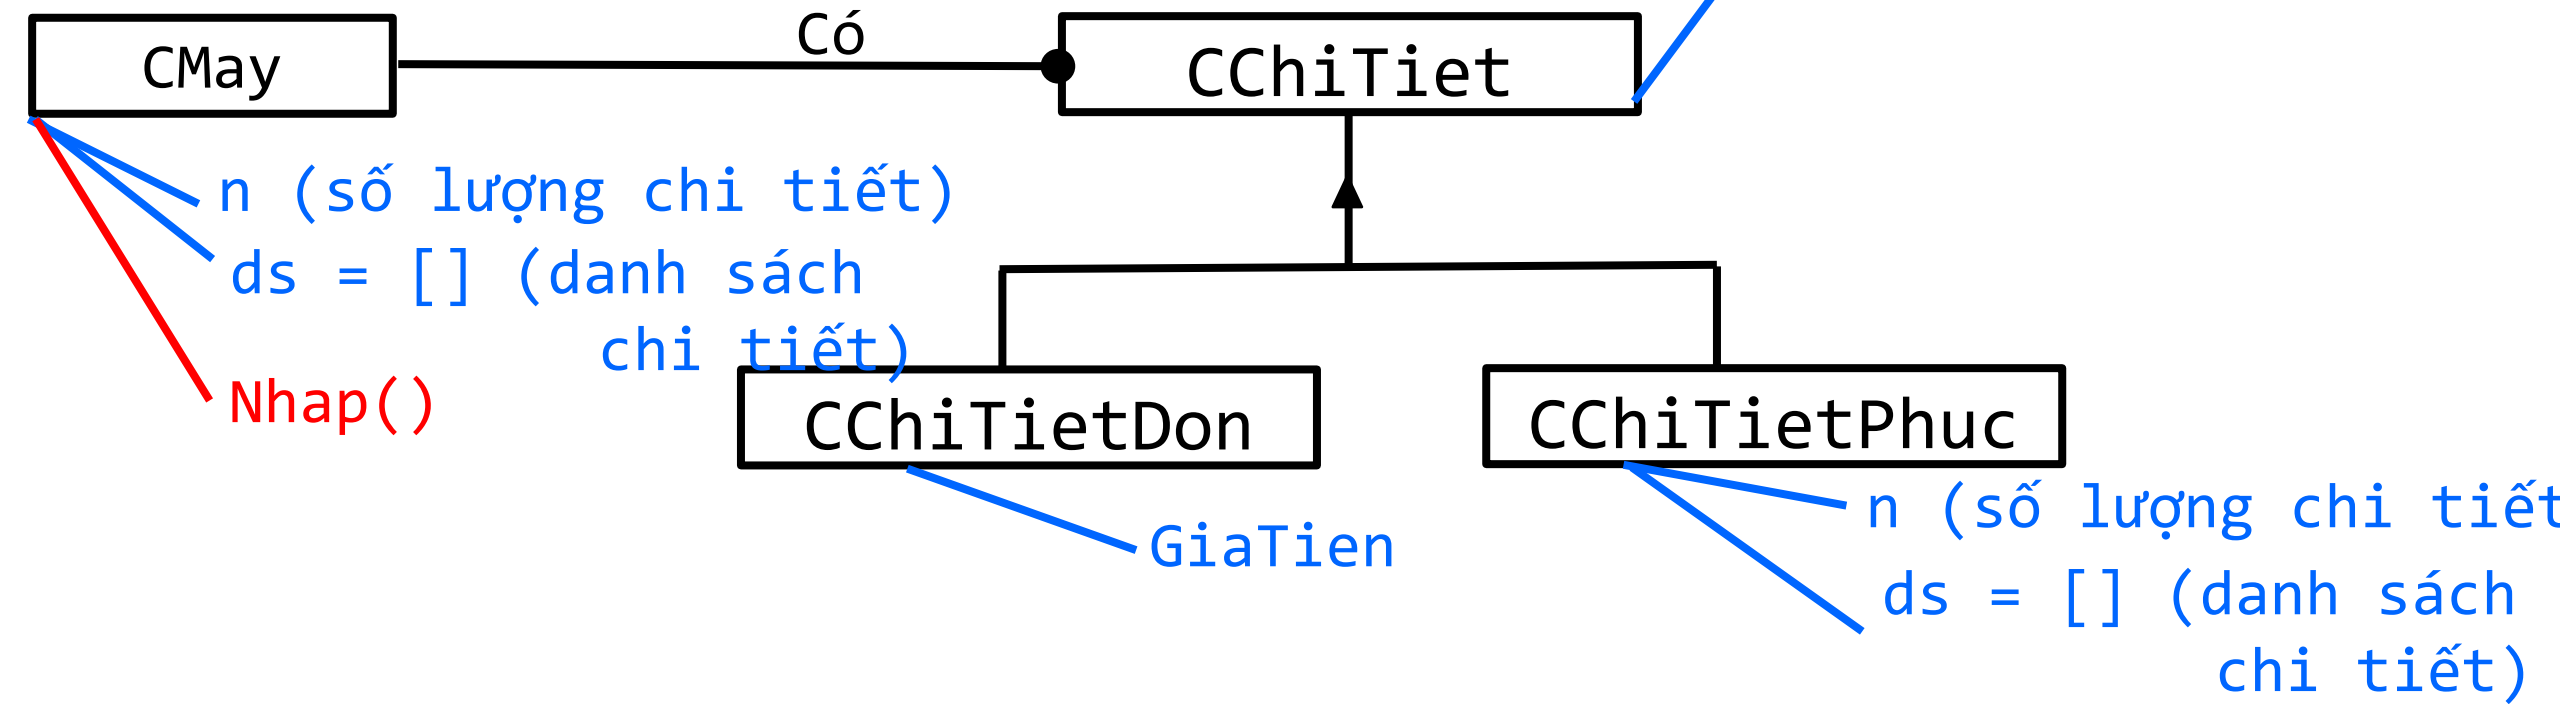 Có
CMay
CChiTiet
n (số lượng chi tiết)
ds = [] (danh sách
chi tiết)
Nhap()
CChiTietDon
CChiTietPhuc
GiaTien
n (số lượng chi tiết
ds = [] (danh sách
chi tiết)